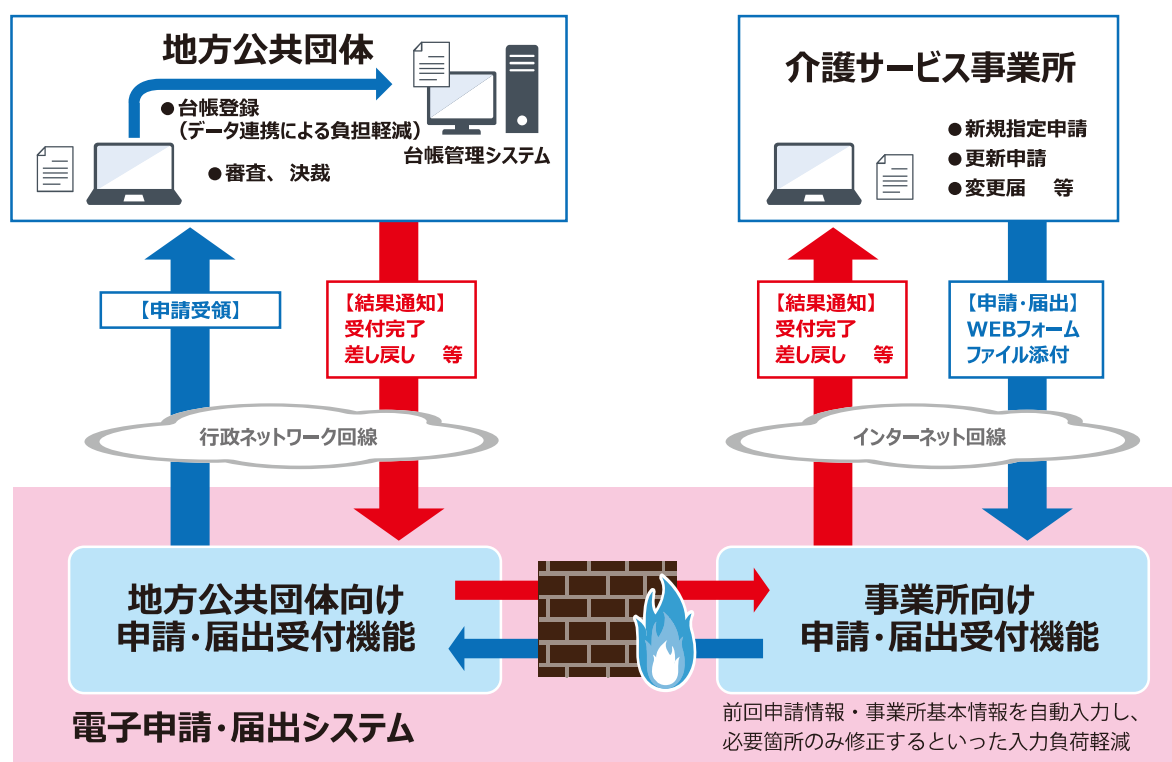 地方公共団体
●台帳登録
(データ連携による負担軽減)
台帳管理システム
●審査、決裁
介護サービス事業所
●新規指定申請
●更新申請
●変更届　等
【申請受領】
【結果通知】
受付完了
差し戻し　等
【結果通知】
受付完了
差し戻し　等
【申請・届出】
WEBフォーム
ファイル添付
行政ネットワーク回線
インターネット回線
地方公共団体向け
申請・届出受付機能
事業所向け
申請・届出受付機能
電子申請・届出システム
前回申請情報・事業所基本情報を自動入力し、
必要箇所のみ修正するといった入力負荷軽減